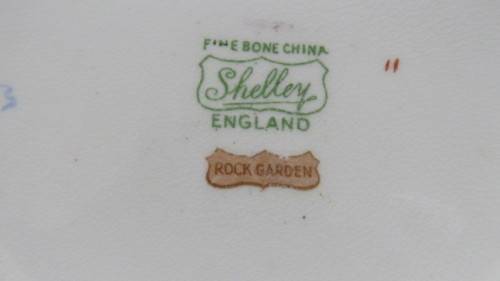 FINE BONE CHINA
Shelley
ENGLAND
ROCK GARDEN